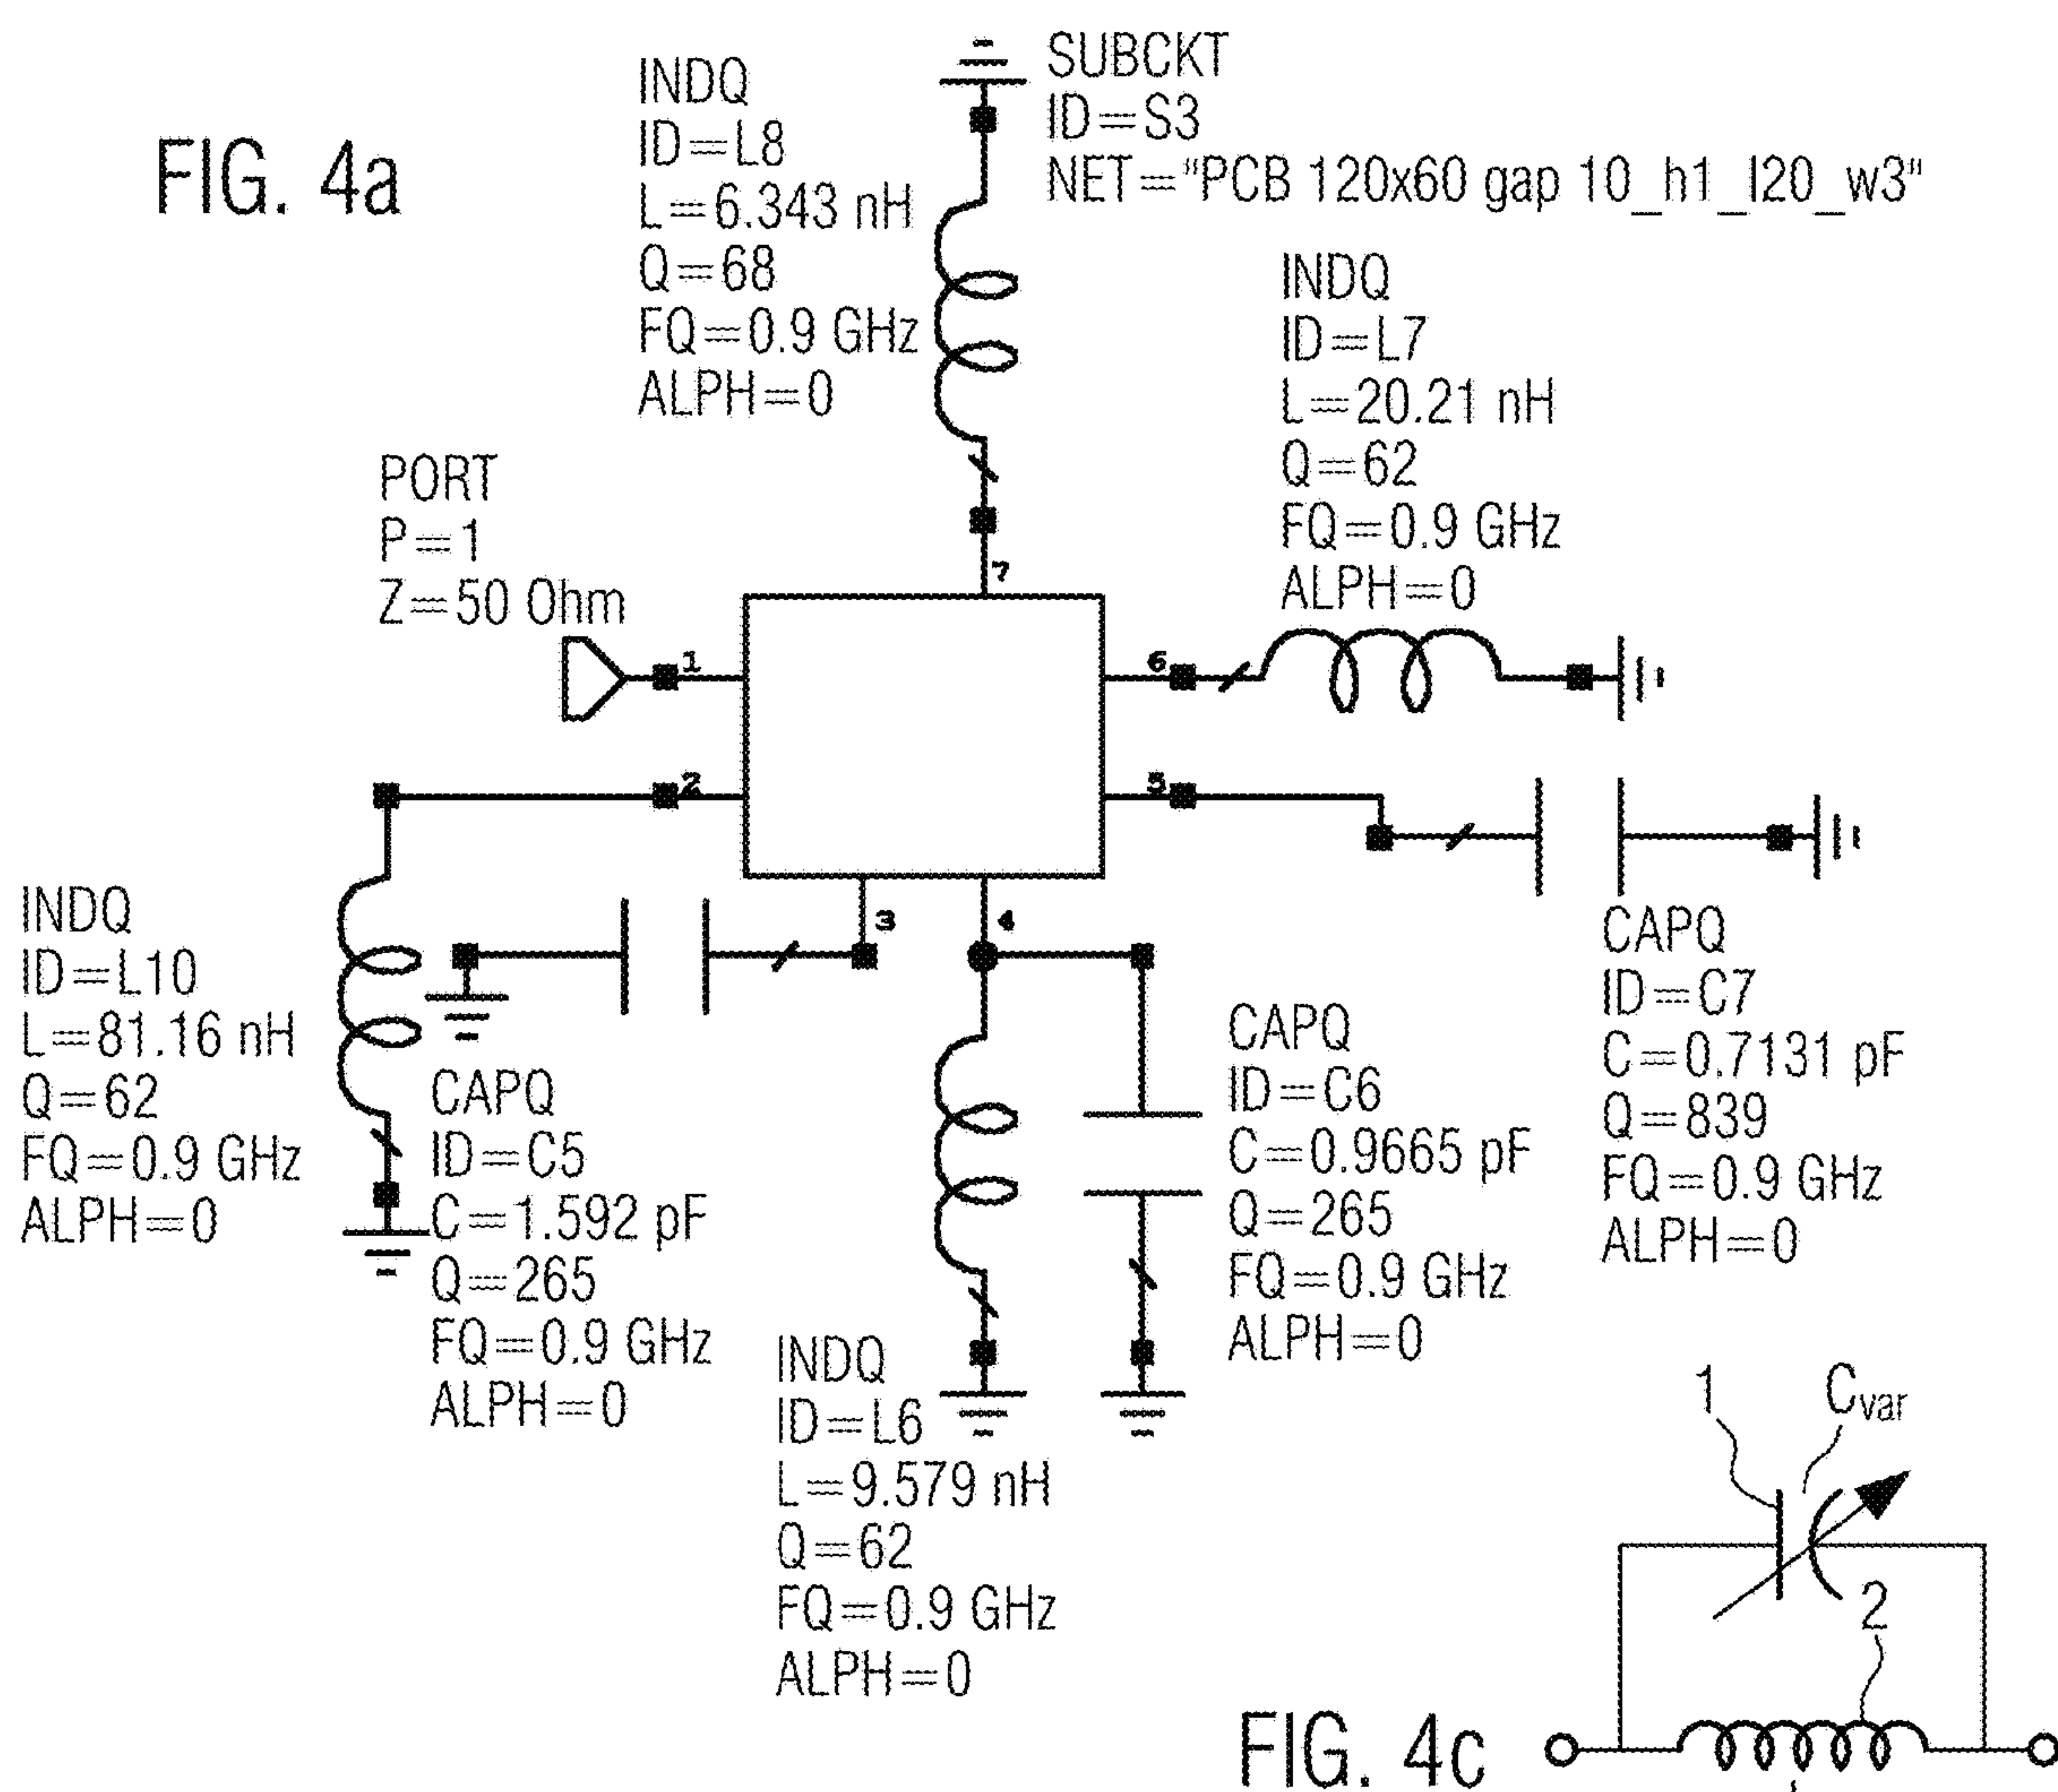 FIG. 4a
INDQ
ID=L8
L=6.343 nH
Q=68
FQ=0.9 GHz
ALPH=0
SUBCKT
ID=S3
NET="PCB 120x60 gap 10_h1_l20_w3"
INDQ
ID=L7
L=20.21 nH
Q=62
FQ=0.9 GHz
ALPH=0
PORT
P=1
Z=50 Ohm
7
1
6
2
5
3
4
INDQ
ID=L10
L=81.16 nH
Q=62
FQ=0.9 GHz
ALPH=0
CAPQ
ID=C5
C=1.592 pF
Q=265
FQ=0.9 GHz
ALPH=0
INDQ
ID=L6
L=9.579 nH
Q=62
FQ=0.9 GHz
ALPH=0
CAPQ
ID=C6
C=0.9665 pF
Q=265
FQ=0.9 GHz
ALPH=0
CAPQ
ID=C7
C=0.7131 pF
Q=839
FQ=0.9 GHz
ALPH=0
1
Cvar
2
FIG. 4c